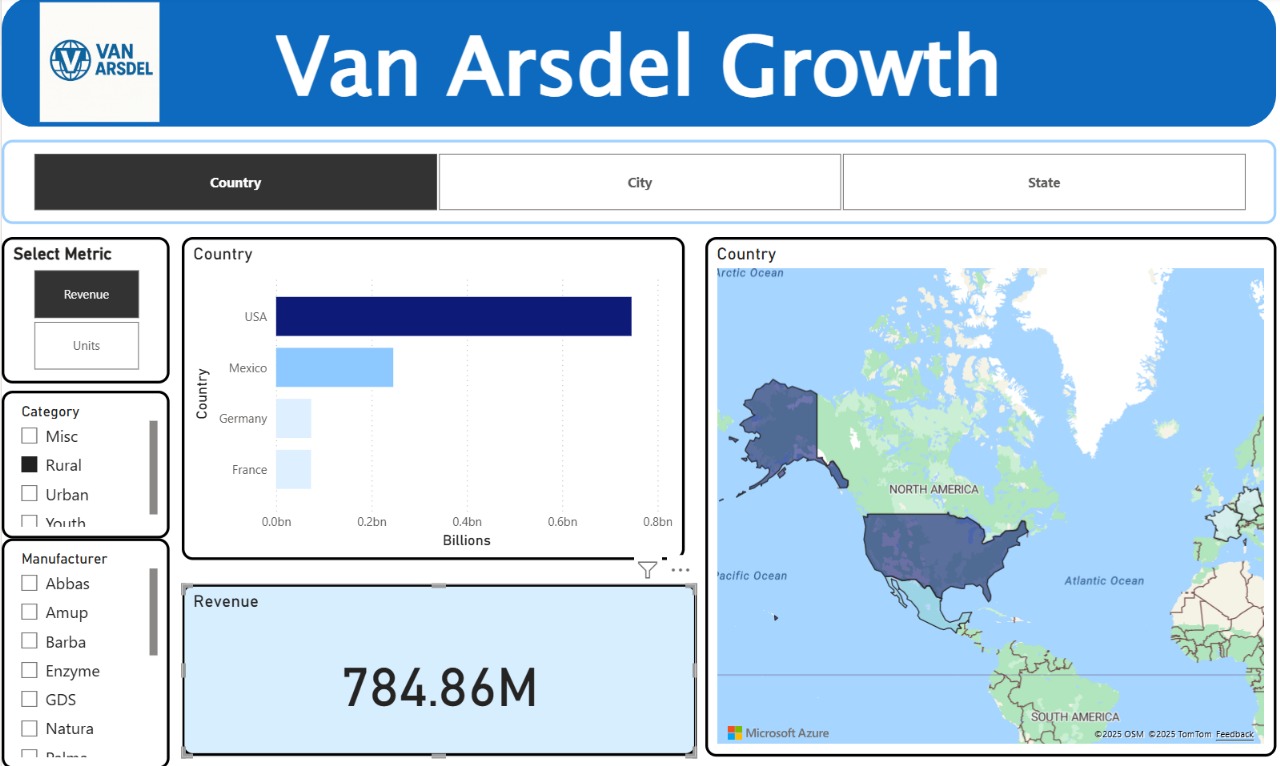 VAN
ARSDEL
Van Arsdel Growth
Country
City
State
Select Metric
Revenue
Units
Category
Misc
Rural
Urban
Youth
Manufacturer
Abbas
Amup
Barba
Enzyme
GDS
Natura
Country
Country
USA
Mexico
Germany
France
0.0bn 0.2bn 0.4bn 0.6bn 0.8bn
Billions
Revenue
784.86M
Country
Arctic Ocean
NORTH AMERICA
Pacific Ocean
Atlantic Ocean
SOUTH AMERICA
Microsoft Azure
©2025 OSM ©2025 TomTom Feedback